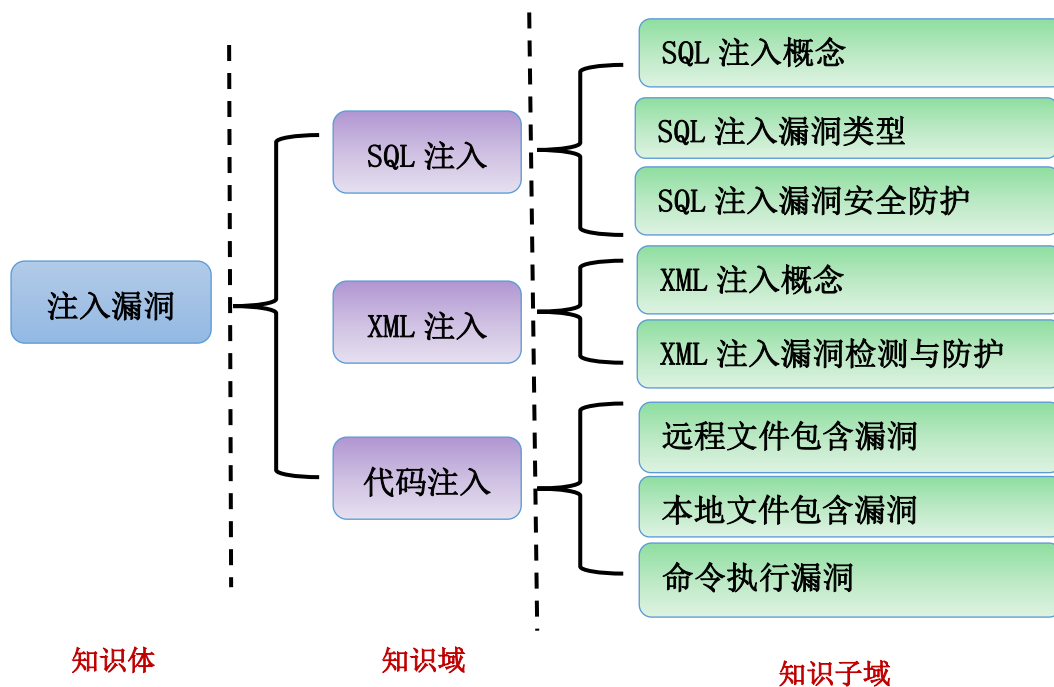 注入漏洞
SQL 注入
XML 注入
代码注入
SQL 注入概念
SQL 注入漏洞类型
SQL 注入漏洞安全防护
XML 注入概念
XML 注入漏洞检测与防护
远程文件包含漏洞
本地文件包含漏洞
命令执行漏洞
知识体
知识域
知识子域